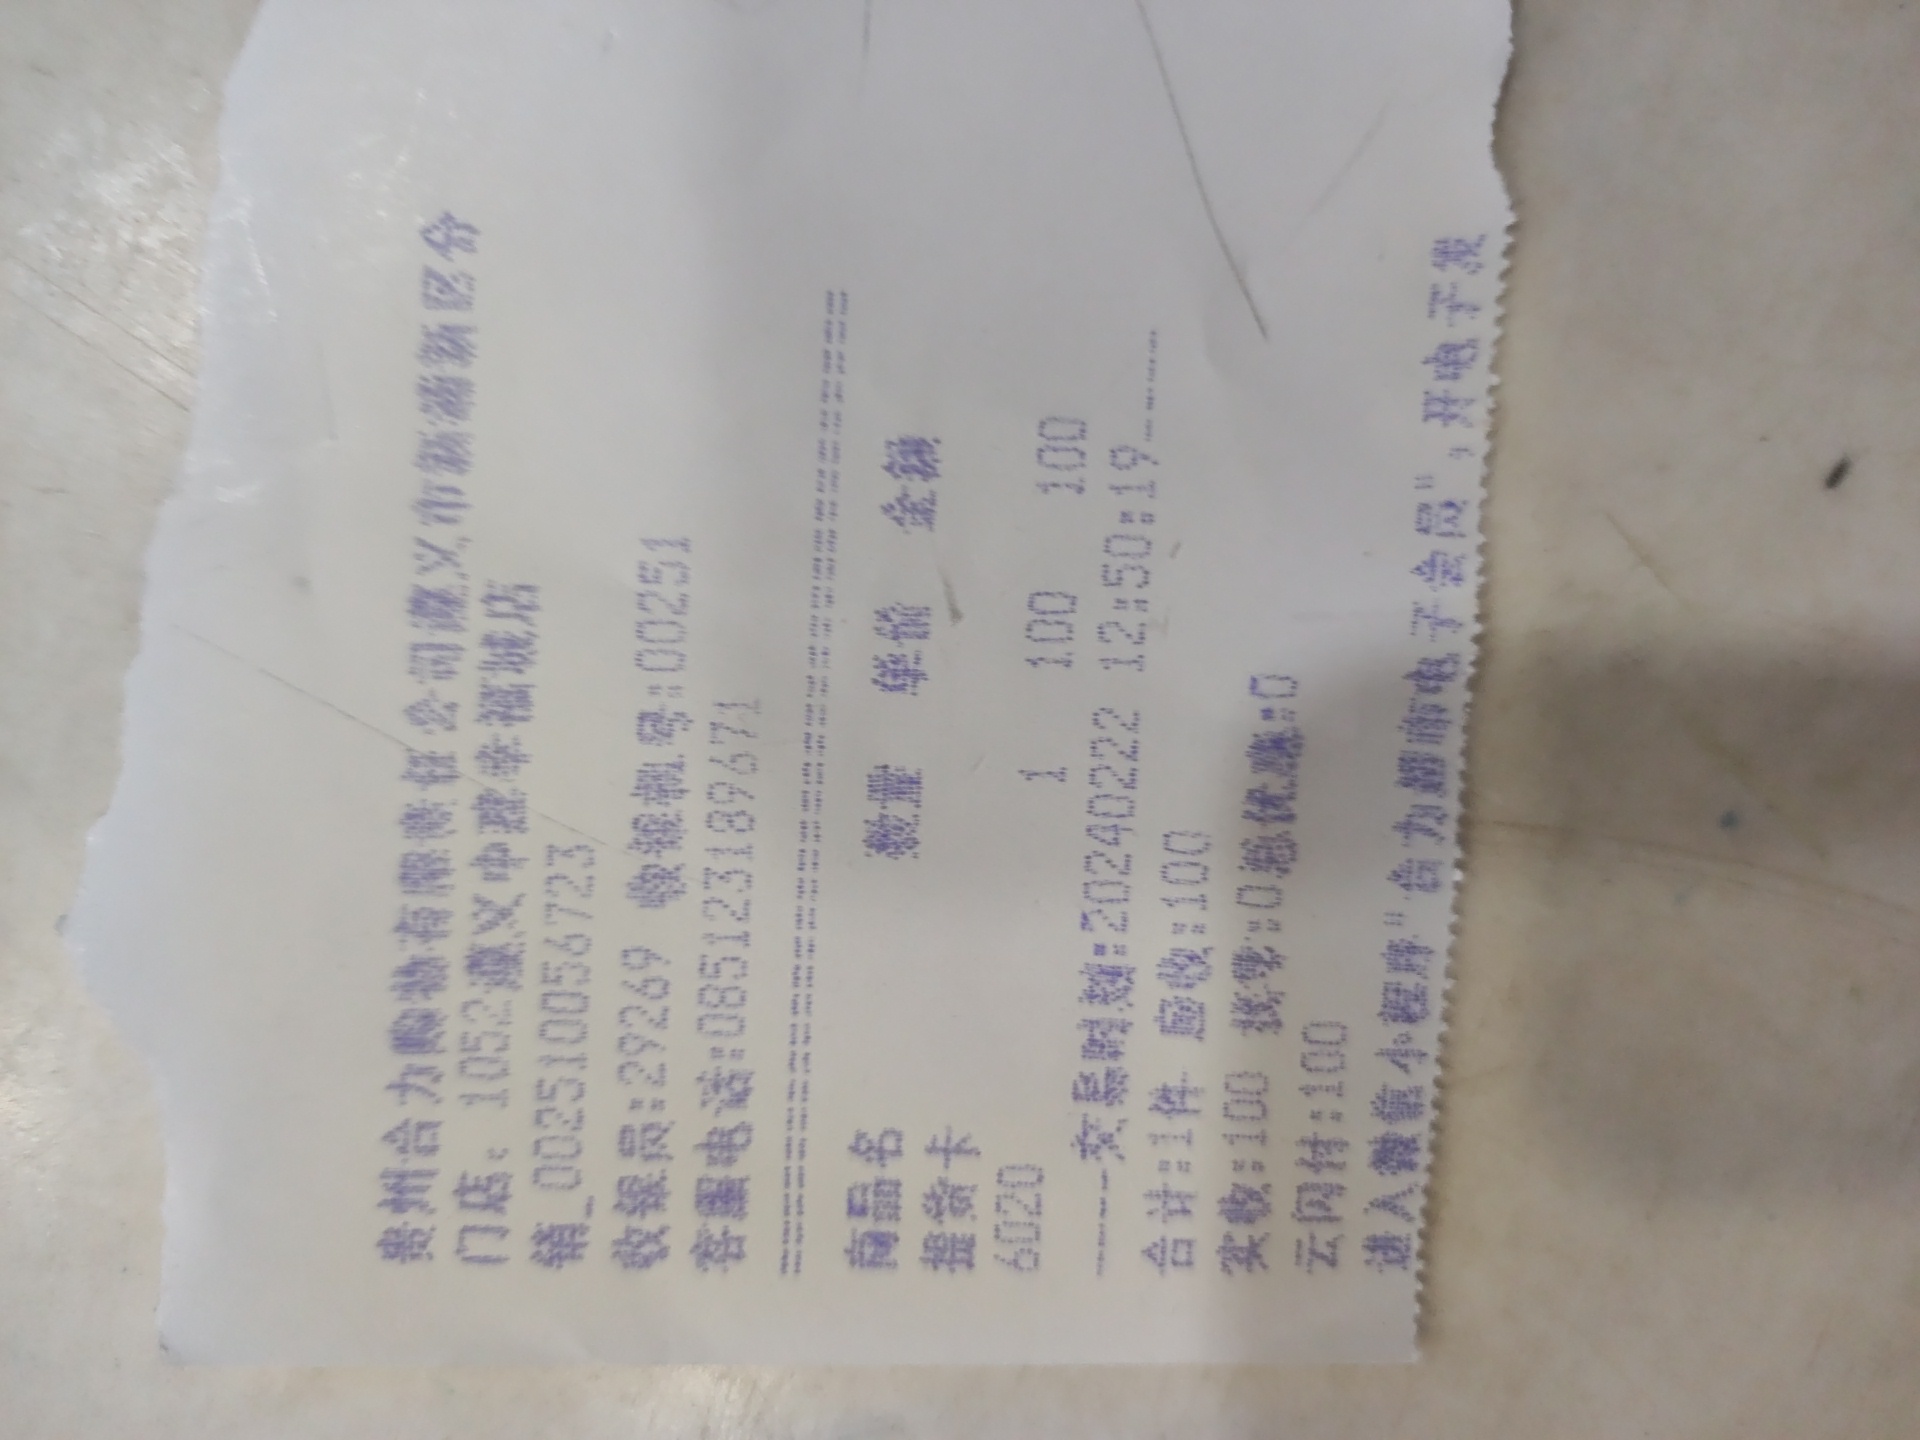 贵州合力购物有限责任公司遵义市新蒲新区分
门店：1052遵义中建幸福城店
销_002510056723
收银员:29269 收银机号:00251
客服电话:085123189671
==========================================
商品名 数量 单价 金额
提货卡
6020 1 100 100
-----交易时刻:20240222 12:50:19-----
合计:1件 应收:100
实收:100 找零:0总优惠:0
云闪付:100
进入微信小程序"合力超市电子会员",开电子发